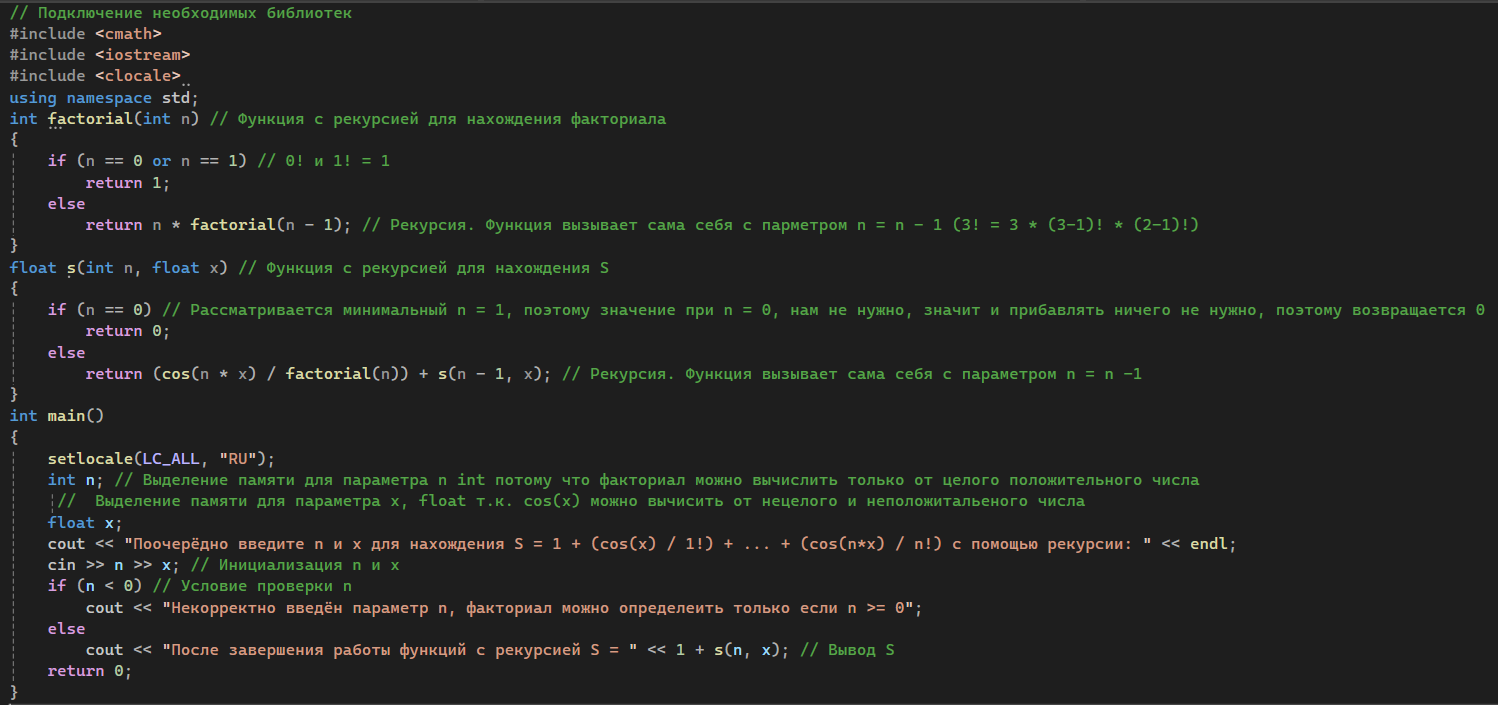 // Подключение необходимых библиотек
#include <cmath>
#include <iostream>
#include <clocale>
using namespace std;
int factorial(int n) // Функция с рекурсией для нахождения факториала
{
    if (n == 0 or n == 1) // 0! и 1! = 1
        return 1;
    else
        return n * factorial(n - 1); // Рекурсия. Функция вызывает сама себя с парметром n = n - 1 (3! = 3 * (3-1)! * (2-1)!)
}
float s(int n, float x) // Функция с рекурсией для нахождения S
{
    if (n == 0) // Рассматривается минимальный n = 1, поэтому значение при n = 0, нам не нужно, значит и прибавлять ничего не нужно, поэтому возвращается 0
        return 0;
    else
        return (cos(n * x) / factorial(n)) + s(n - 1, x); // Рекурсия. Функция вызывает сама себя с параметром n = n -1
}
int main()
{
    setlocale(LC_ALL, "RU");
    int n; // Выделение памяти для параметра n int потому что факториал можно вычислить только от целого положительного числа
    //  Выделение памяти для параметра x, float т.к. cos(x) можно вычисить от нецелого и неположитальеного числа
    float x;
    cout << "Поочерёдно введите n и x для нахождения S = 1 + (cos(x) / 1!) + ... + (cos(n*x) / n!) с помощью рекурсии: " << endl;
    cin >> n >> x; // Инициализация n и x
    if (n < 0) // Условие проверки n
        cout << "Некорректно введён параметр n, факториал можно определеить только если n >= 0";
    else
        cout << "После завершения работы функций с рекурсией S = " << 1 + s(n, x); // Вывод S
    return 0;
}